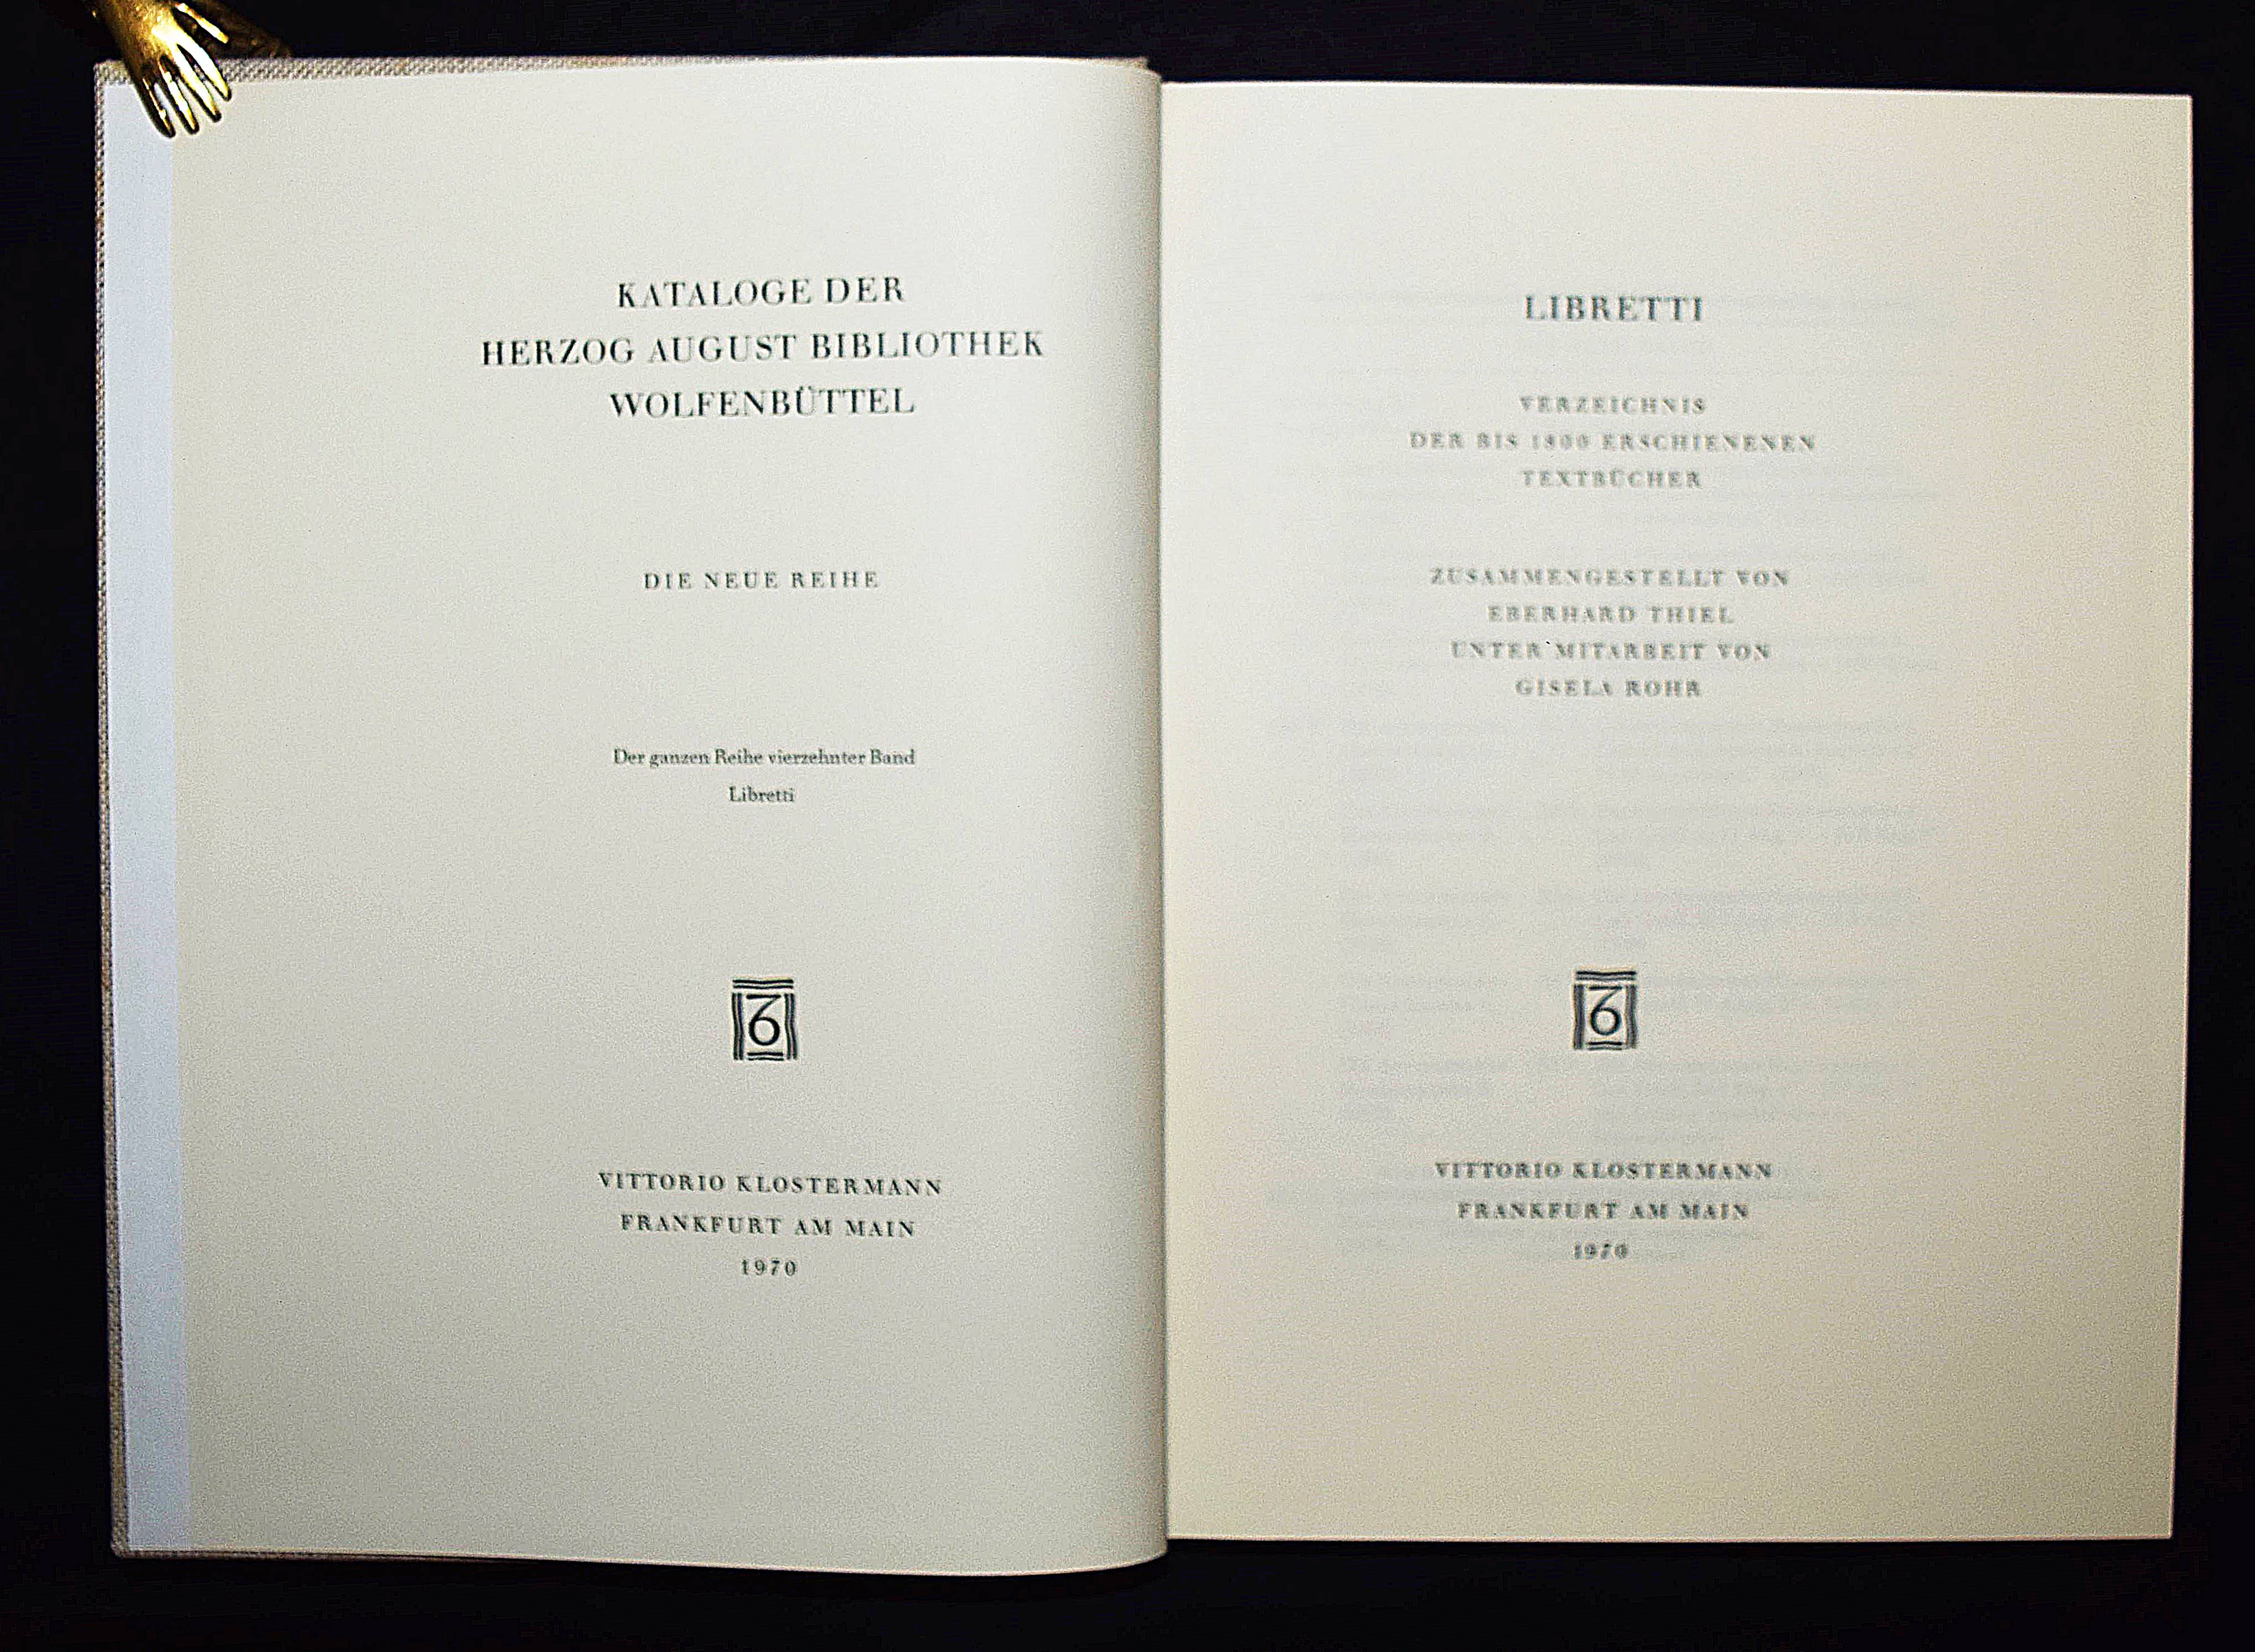 KATALOGE DER
HERZOG AUGUST BIBLIOTHEK
WOLFENBÜTTEL
DIE NEUE REIHE
Der ganzen Reihe vierzehnter Band
Libretti
VITTORIO KLOSTERMANN
FRANKFURT AM MAIN
1970
LIBRETTI
VERZEICHNIS
DER BIS 1800 ERSCHIENENEN
TEXTBÜCHER
ZUSAMMENGESTELLT VON
EBERHARD THIEL
UNTER MITARBEIT VON
GISELA ROHR
VITTORIO KLOSTERMANN
FRANKFURT AM MAIN
1970